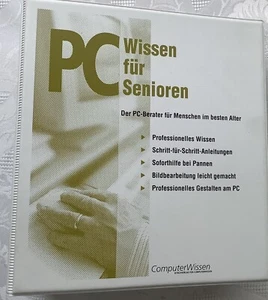 PC Wissen
für
Senioren
Der PC-Berater für Menschen im besten Alter
▶ Professionelles Wissen
▶ Schritt-für-Schritt-Anleitungen
▶ Soforthilfe bei Pannen
▶ Bildbearbeitung leicht gemacht
▶ Professionelles Gestalten am PC
ComputerWissen